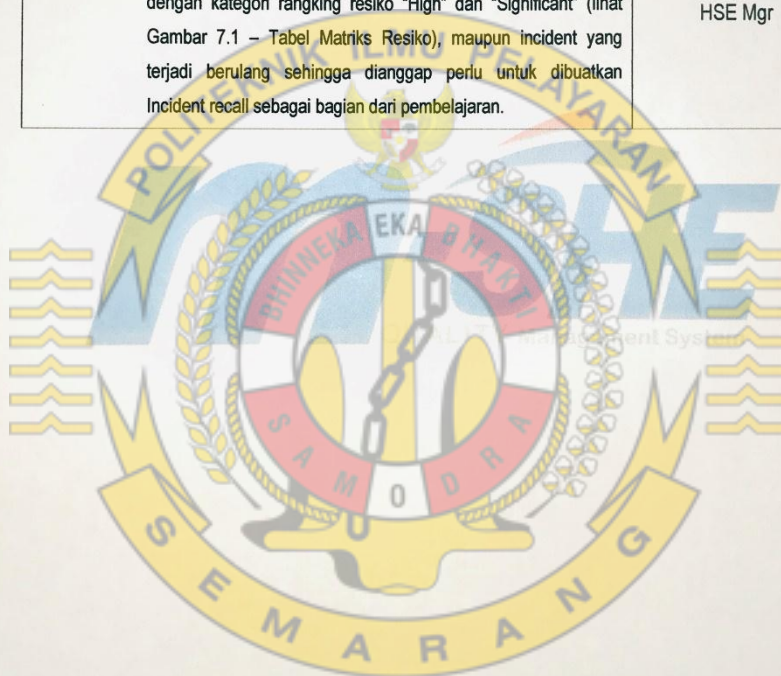 dengan kategori rangking resiko "High" dan "Significant" (lihat
HSE Mgr
Gambar 7.1 – Tabel Matriks Resiko), maupun incident yang
terjadi berulang sehingga dianggap perlu untuk dibuatkan
Incident recall sebagai bagian dari pembelajaran.
POLITEKNIK ILMU PELAYARAN
BHINNEKA EKA BHAKTI
SAMODRA
Management System
SEMARANG